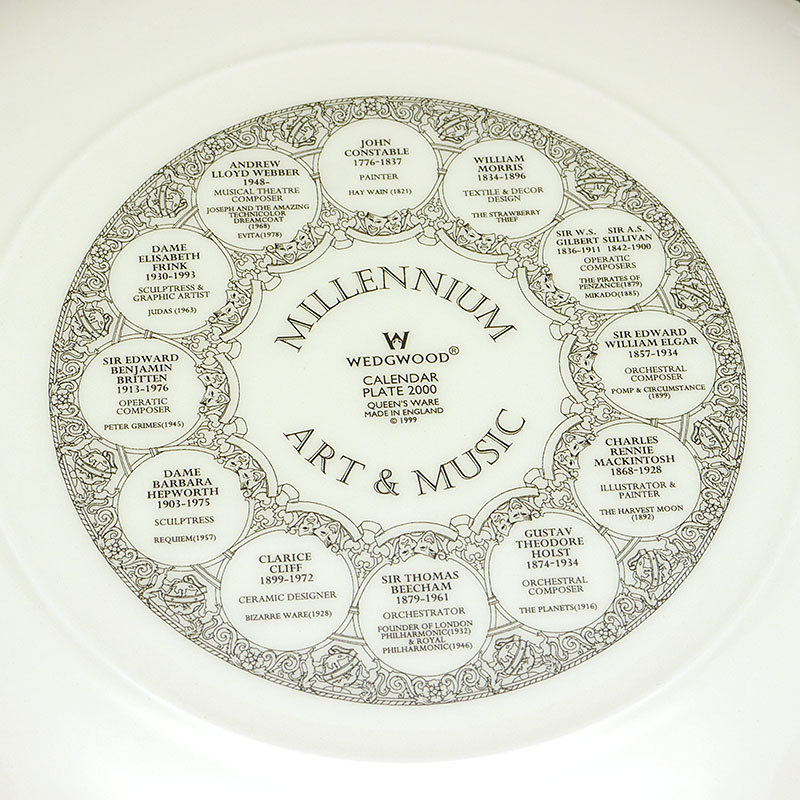 JOHN
CONSTABLE
1776-1837
PAINTER
HAY WAIN (1821)
WILLIAM
MORRIS
1834-1896
TEXTILE & DECOR
DESIGN
THE STRAWBERRY
THIEF
SIR W.S. SIR A.S.
GILBERT SULLIVAN
1836-1911 1842-1900
OPERATIC
COMPOSERS
THE PIRATES OF
PENZANCE(1879)
MIKADO(1885)
SIR EDWARD
WILLIAM ELGAR
1857-1934
ORCHESTRAL
COMPOSER
POMP & CIRCUMSTANCE
(1899)
CHARLES
RENNIE
MACKINTOSH
1868-1928
ILLUSTRATOR &
PAINTER
THE HARVEST MOON
(1892)
GUSTAV
THEODORE
HOLST
1874-1934
ORCHESTRAL
COMPOSER
THE PLANETS(1916)
SIR THOMAS
BEECHAM
1879-1961
ORCHESTRATOR
FOUNDER OF LONDON
PHILHARMONIC(1932)
& ROYAL
PHILHARMONIC(1946)
CLARICE
CLIFF
1899-1972
CERAMIC DESIGNER
BIZARRE WARE(1928)
DAME
BARBARA
HEPWORTH
1903-1975
SCULPTRESS
REQUIEM(1957)
SIR EDWARD
BENJAMIN
BRITTEN
1913-1976
OPERATIC
COMPOSER
PETER GRIMES(1945)
DAME
ELISABETH
FRINK
1930-1993
SCULPTRESS &
GRAPHIC ARTIST
JUDAS (1963)
ANDREW
LLOYD WEBBER
1948-
MUSICAL THEATRE
COMPOSER
JOSEPH AND THE AMAZING
TECHNICOLOR
DREAMCOAT
(1968)
EVITA(1978)
MILLENNIUM
W
WEDGWOOD®
CALENDAR
PLATE 2000
QUEEN'S WARE
MADE IN ENGLAND
© 1999
ART & MUSIC